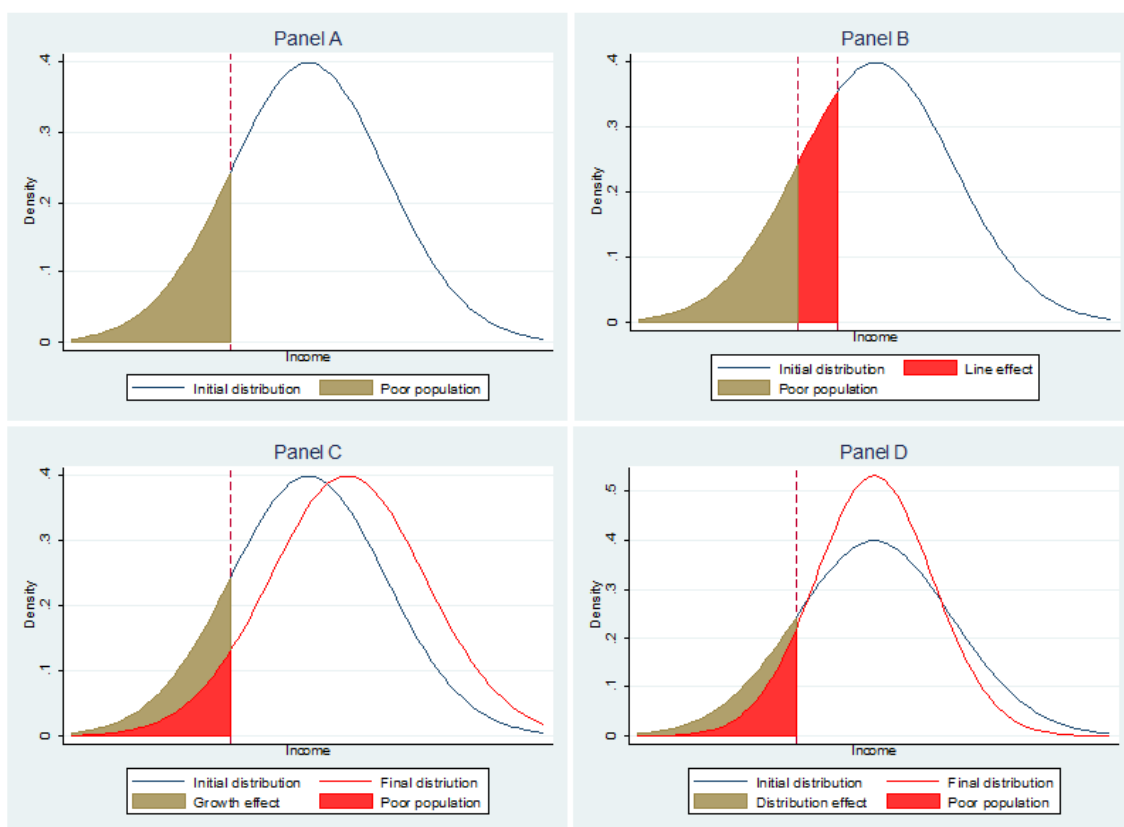 Panel A
.4
.3
.2
.1
0
Density
Income
Initial distribution
Poor population
Panel B
.4
.3
.2
.1
0
Density
Income
Initial distribution
Line effect
Poor population
Panel C
.4
.3
.2
.1
0
Density
Income
Initial distribution
Final distriution
Growth effect
Poor population
Panel D
.5
.4
.3
.2
.1
0
Density
Income
Initial distribution
Final distribution
Distribution effect
Poor population